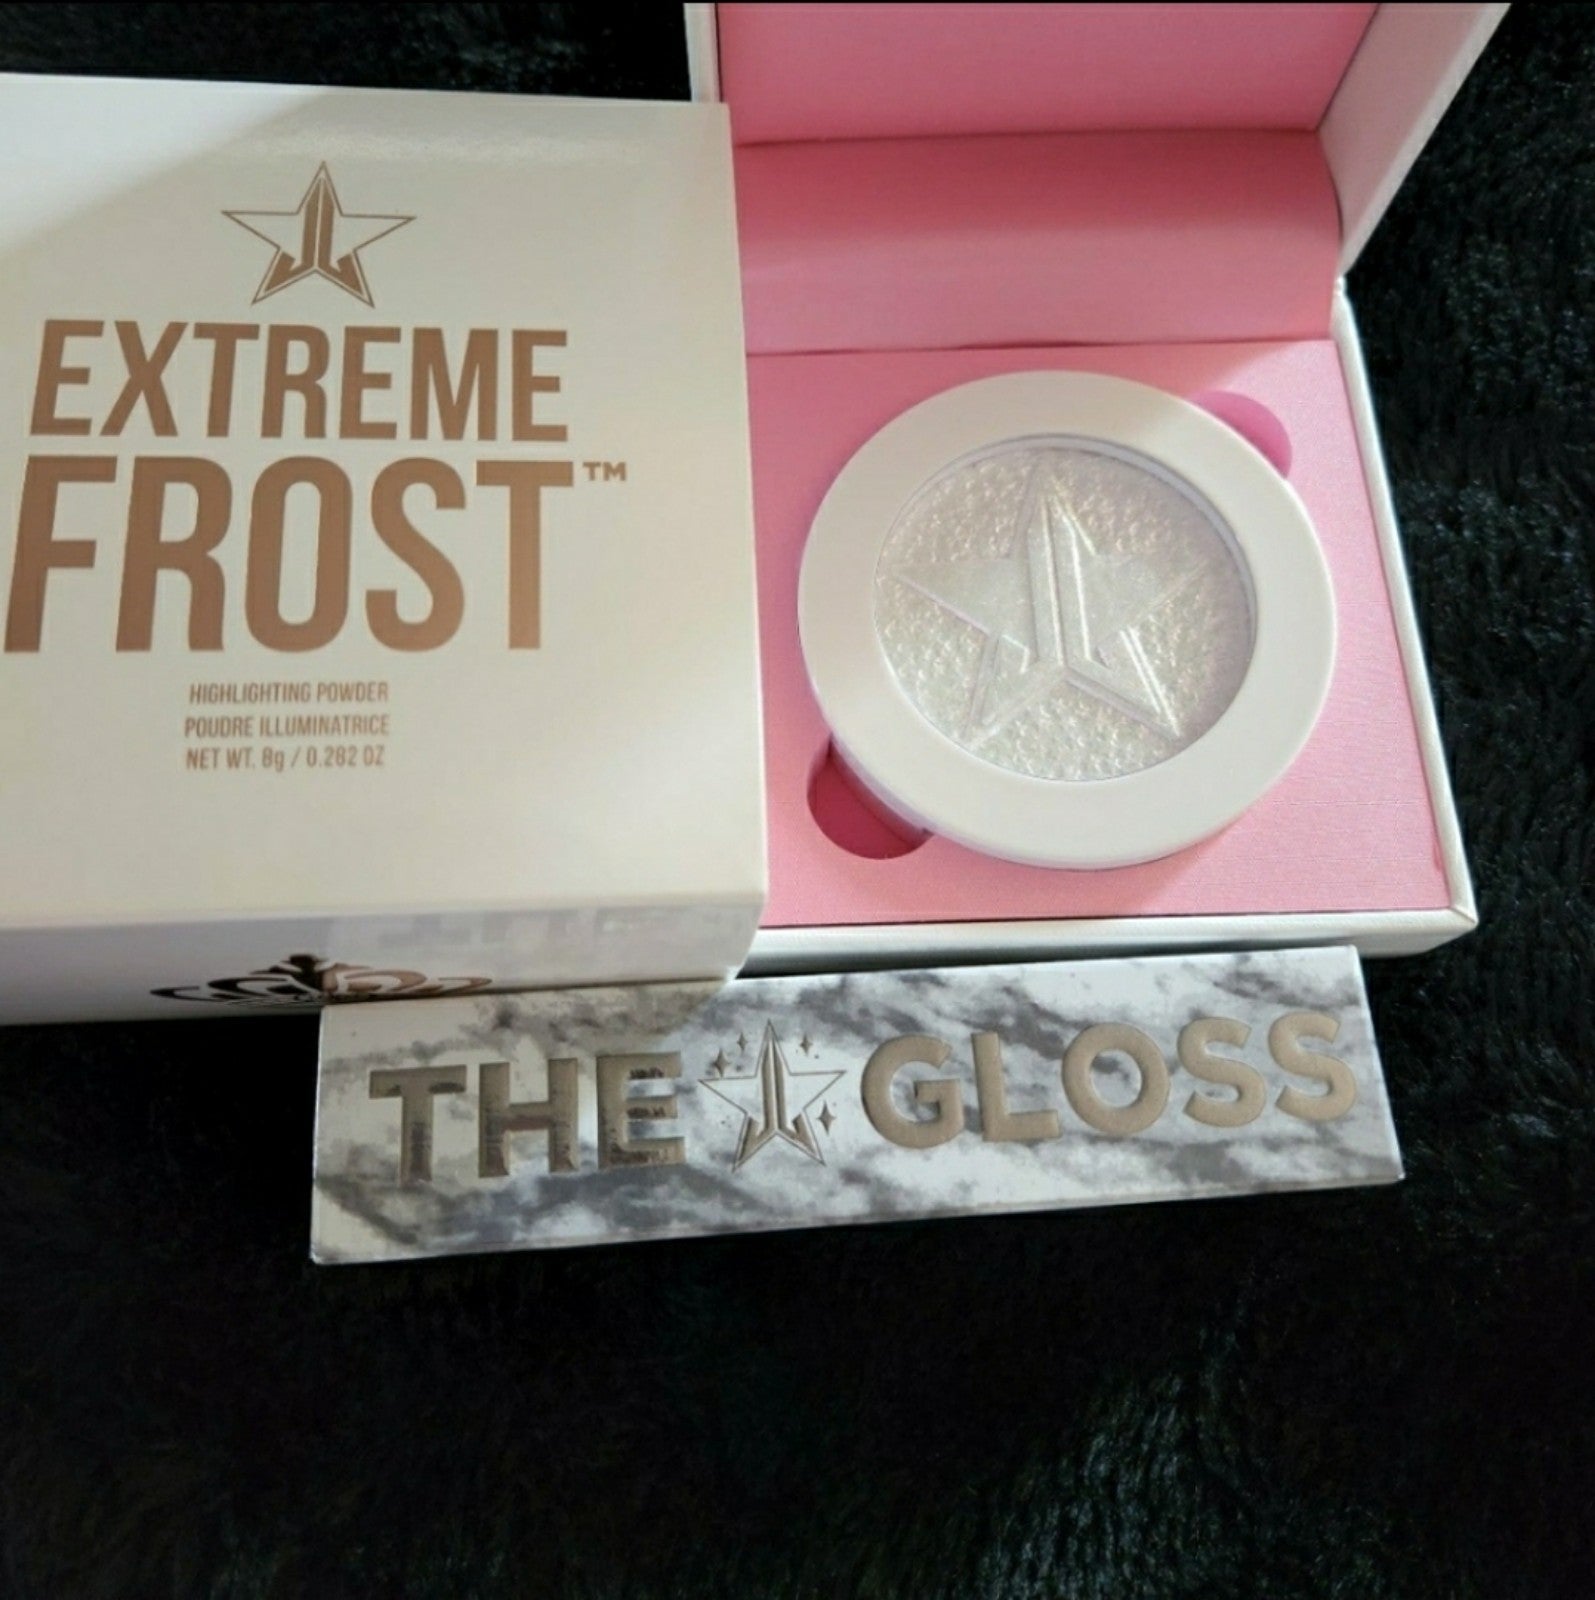 EXTREME
FROST™
HIGHLIGHTING POWDER
POUDRE ILLUMINATRICE
NET WT. 8g / 0.282 OZ
THE GLOSS